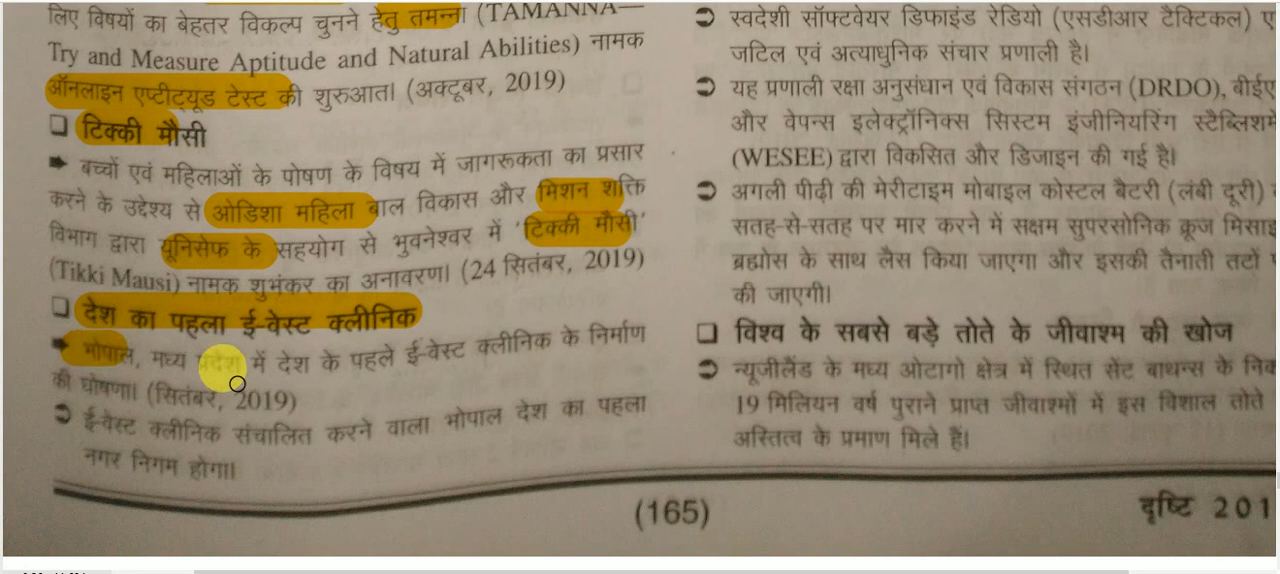 लिए विषयों का बेहतर विकल्प चुनने हेतु तमन्ना (TAMANNA—
Try and Measure Aptitude and Natural Abilities) नामक
ऑनलाइन एप्टीट्यूड टेस्ट की शुरुआत। (अक्टूबर, 2019)
❑ टिक्की मौसी
➡ बच्चों एवं महिलाओं के पोषण के विषय में जागरूकता का प्रसार
करने के उद्देश्य से ओडिशा महिला बाल विकास और मिशन शक्ति
विभाग द्वारा यूनिसेफ के सहयोग से भुवनेश्वर में ‘टिक्की मौसी’
(Tikki Mausi) नामक शुभंकर का अनावरण। (24 सितंबर, 2019)
❑ देश का पहला ई-वेस्ट क्लीनिक
➡ भोपाल, मध्य प्रदेश में देश के पहले ई-वेस्ट क्लीनिक के निर्माण
की घोषणा। (सितंबर, 2019)
➲ ई-वेस्ट क्लीनिक संचालित करने वाला भोपाल देश का पहला
नगर निगम होगा।
➲ स्वदेशी सॉफ्टवेयर डिफाइंड रेडियो (एसडीआर टैक्टिकल) ए
जटिल एवं अत्याधुनिक संचार प्रणाली है।
➲ यह प्रणाली रक्षा अनुसंधान एवं विकास संगठन (DRDO), बीईए
और वेपन्स इलेक्ट्रॉनिक्स सिस्टम इंजीनियरिंग स्टैब्लिशमें
(WESEE) द्वारा विकसित और डिजाइन की गई है।
➲ अगली पीढ़ी की मेरीटाइम मोबाइल कोस्टल बैटरी (लंबी दूरी)
सतह-से-सतह पर मार करने में सक्षम सुपरसोनिक क्रूज मिसाइ
ब्रह्मोस के साथ लैस किया जाएगा और इसकी तैनाती तटों
की जाएगी।
❑ विश्व के सबसे बड़े तोते के जीवाश्म की खोज
➲ न्यूजीलैंड के मध्य ओटागो क्षेत्र में स्थित सेंट बाथन्स के निक
19 मिलियन वर्ष पुराने प्राप्त जीवाश्मों में इस विशाल तोते
अस्तित्व के प्रमाण मिले हैं।
(165)
दृष्टि 201